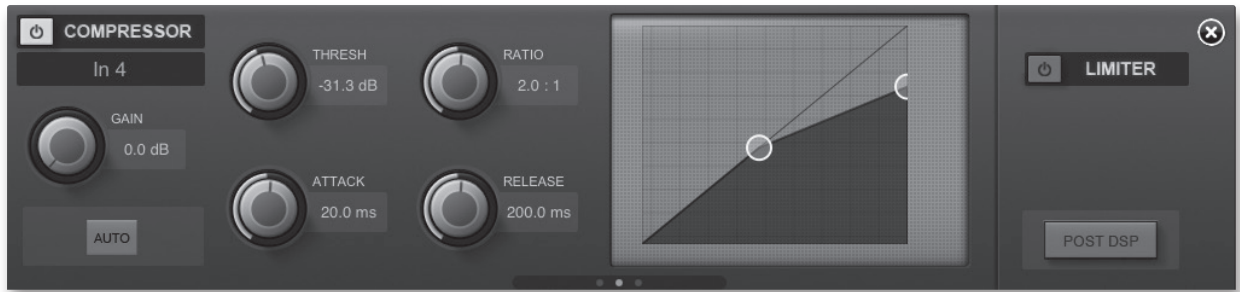 COMPRESSOR
In 4
GAIN
0.0 dB
AUTO
THRESH
-31.3 dB
RATIO
2.0 : 1
ATTACK
20.0 ms
RELEASE
200.0 ms
LIMITER
POST DSP